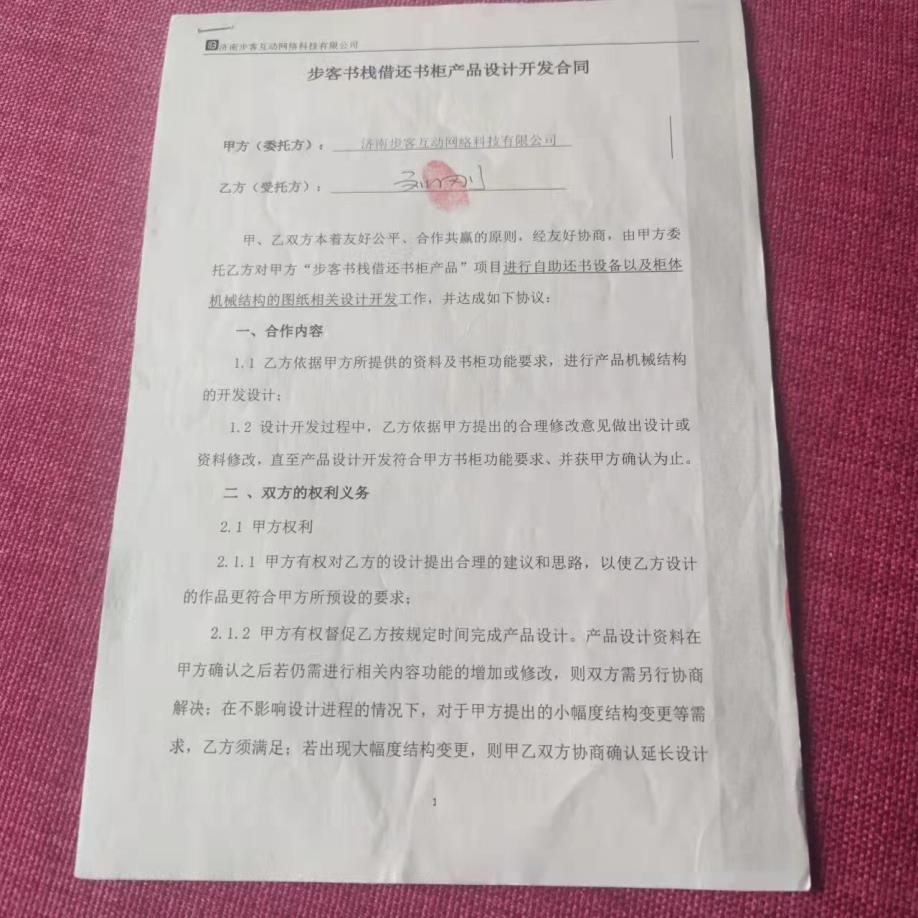 济南步客互动网络科技有限公司
步客书栈借还书柜产品设计开发合同
甲方(委托方): 济南步客互动网络科技有限公司
乙方(受托方):
甲、乙双方本着友好公平、合作共赢的原则,经友好协商,由甲方委
托乙方对甲方“步客书栈借还书柜产品”项目进行自助还书设备以及柜体
机械结构的图纸相关设计开发工作,并达成如下协议:
一、合作内容
1.1 乙方依据甲方所提供的资料及书柜功能要求,进行产品机械结构
的开发设计;
1.2 设计开发过程中,乙方依据甲方提出的合理修改意见做出设计或
资料修改,直至产品设计开发符合甲方书柜功能要求、并获甲方确认为止。
二 、双方的权利义务
2.1 甲方权利
2.1.1 甲方有权对乙方的设计提出合理的建议和思路,以使乙方设计
的作品更符合甲方所预设的要求;
2.1.2 甲方有权督促乙方按规定时间完成产品设计。产品设计资料在
甲方确认之后若仍需进行相关内容功能的增加或修改,则双方需另行协商
解决;在不影响设计进程的情况下,对于甲方提出的小幅度结构变更等需
求,乙方须满足;若出现大幅度结构变更,则甲乙双方协商确认延长设计
1